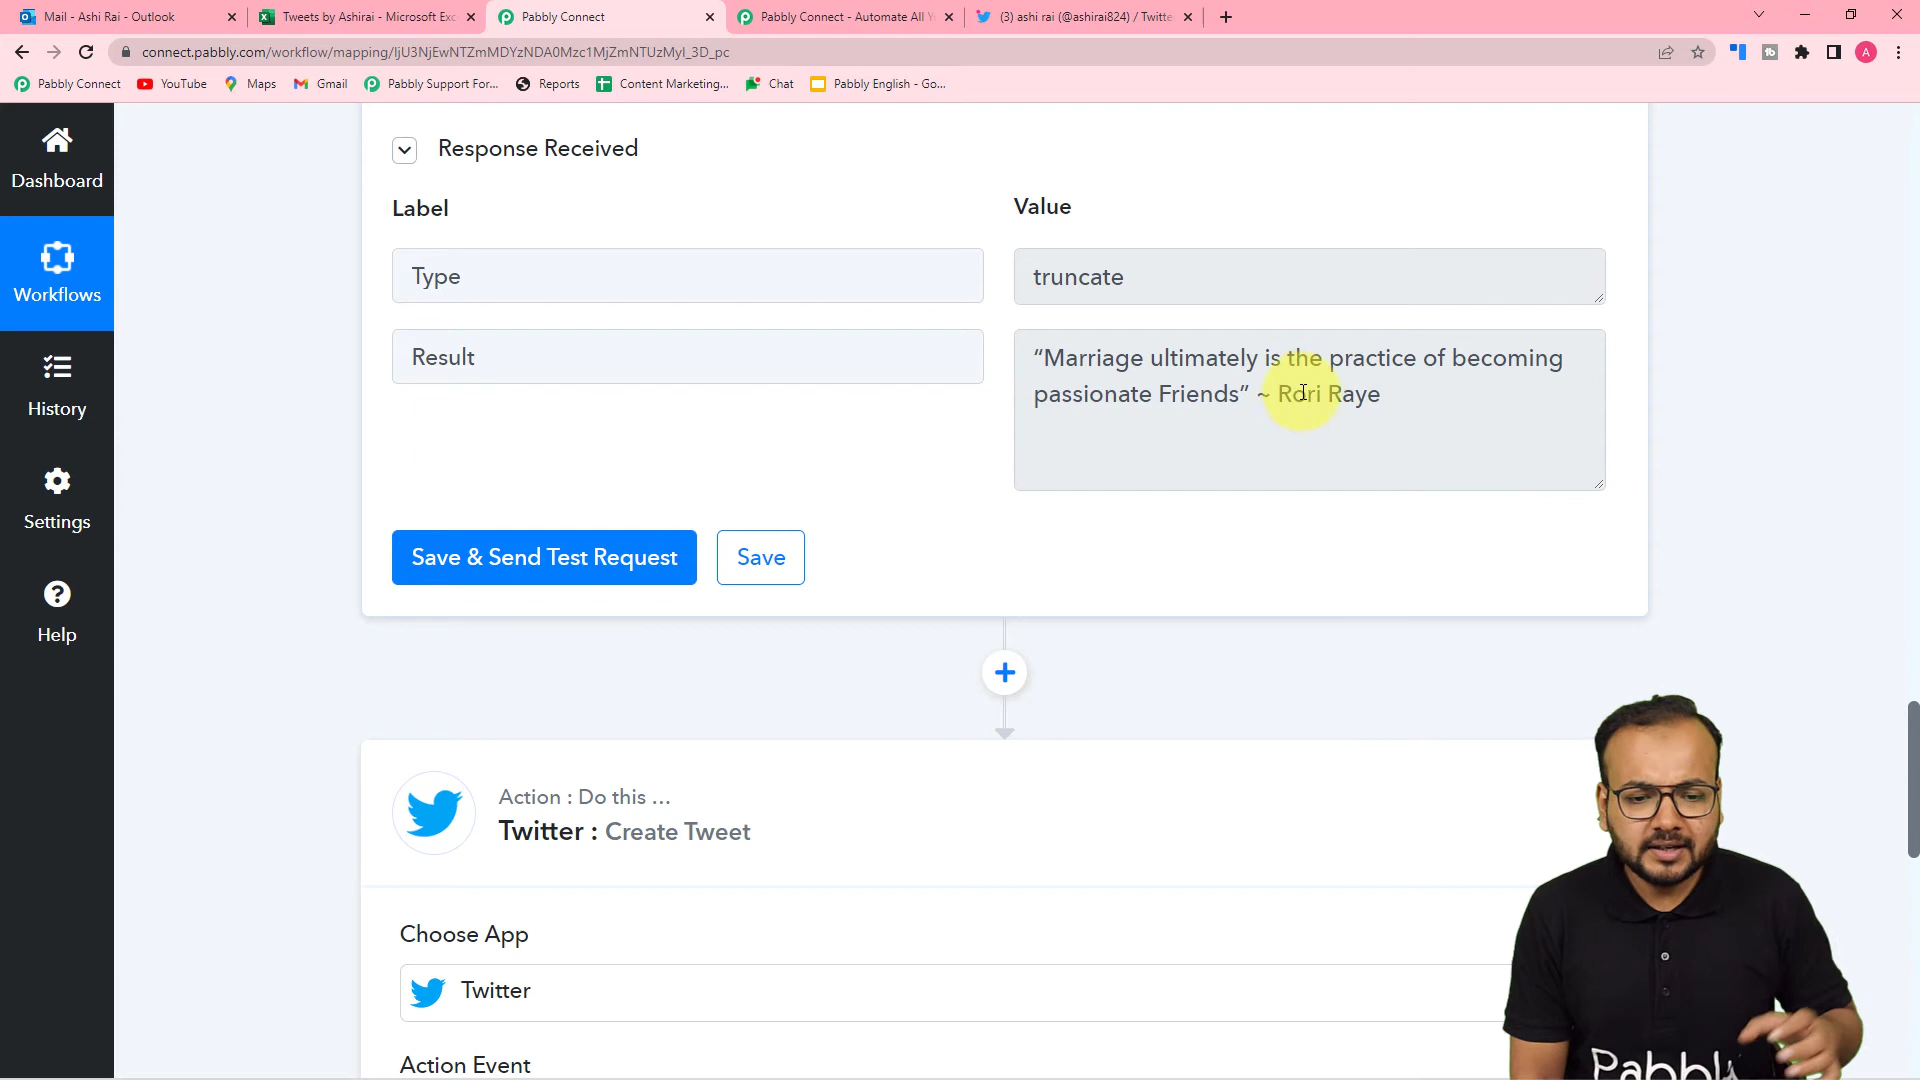 Mail - Ashi Rai - Outlook
Tweets by Ashirai - Microsoft Exc
Pabbly Connect
Pabbly Connect - Automate All Y
(3) ashi rai (@ashirai824) / Twitte
connect.pabbly.com/workflow/mapping/IjU3NjEwNTZmMDYzNDA0Mzc1MjZmNTUzMyI_3D_pc
A
Pabbly Connect
YouTube
Maps
Gmail
Pabbly Support For...
Reports
Content Marketing...
Chat
Pabbly English - Go...
Dashboard
Workflows
History
Settings
Help
Response Received
Label
Value
Type
truncate
Result
“Marriage ultimately is the practice of becoming
passionate Friends” ~ Rori Raye
Save & Send Test Request
Save
Action : Do this ...
Twitter : Create Tweet
Choose App
Twitter
Action Event
Pabbly